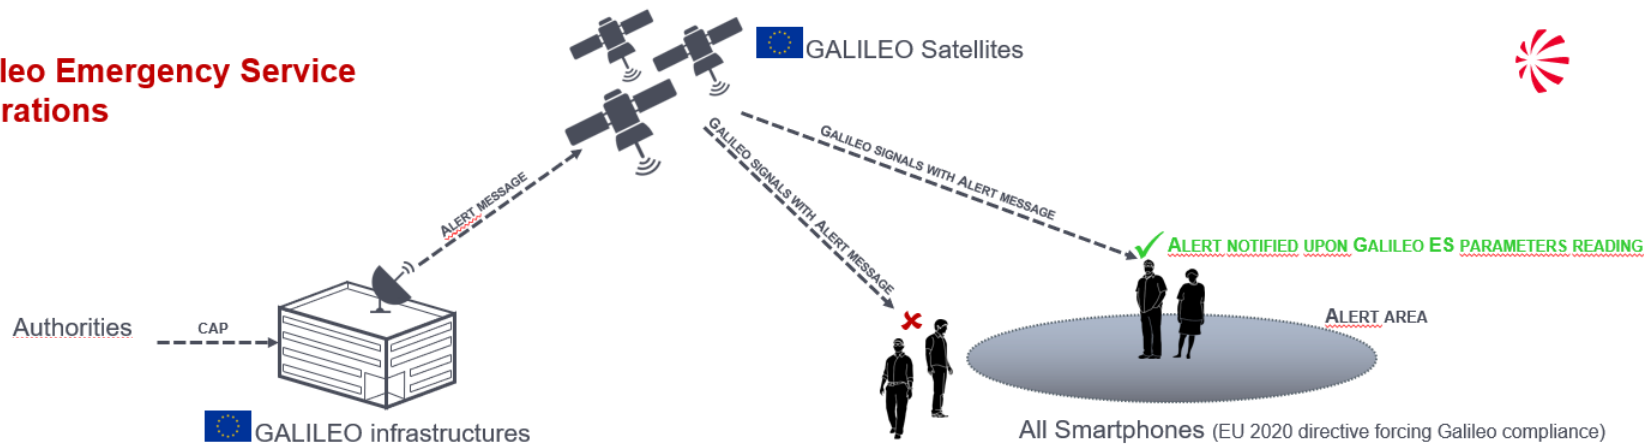 leo Emergency Service
rations
GALILEO Satellites
ALERT MESSAGE
GALILEO SIGNALS WITH ALERT MESSAGE
GALILEO SIGNALS WITH ALERT MESSAGE
ALERT NOTIFIED UPON GALILEO ES PARAMETERS READING
Authorities
CAP
ALERT AREA
GALILEO infrastructures
All Smartphones (EU 2020 directive forcing Galileo compliance)